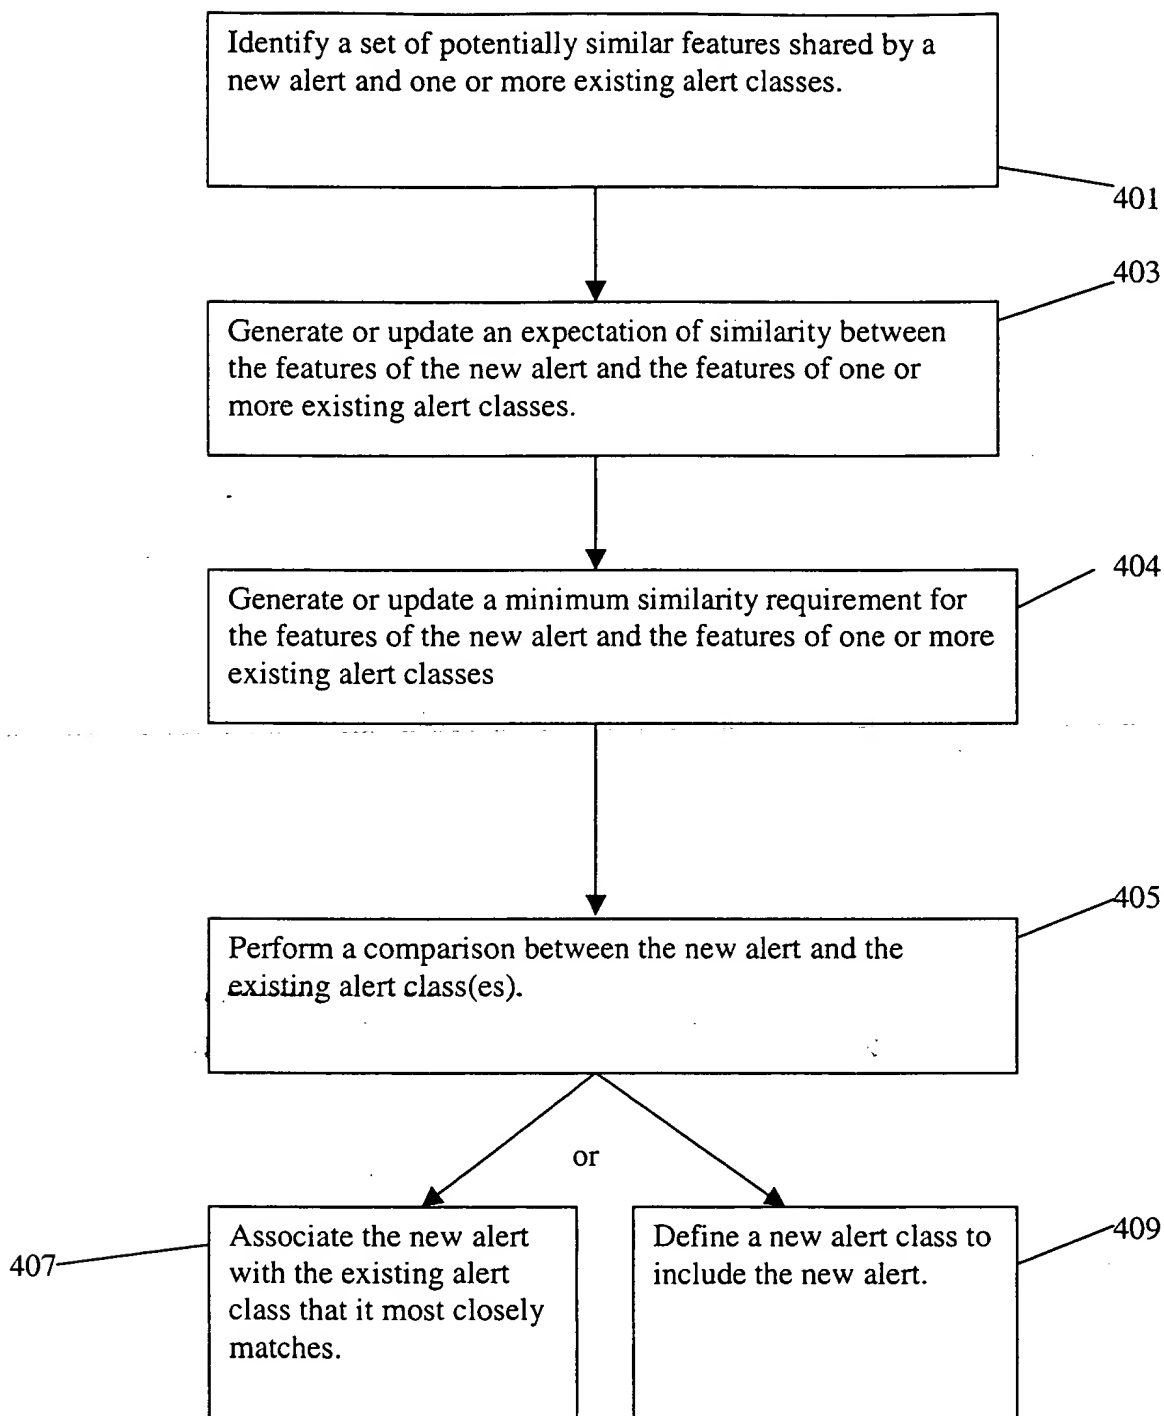 Identify a set of potentially similar features shared by a
new alert and one or more existing alert classes.
401
403
Generate or update an expectation of similarity between
the features of the new alert and the features of one or
more existing alert classes.
404
Generate or update a minimum similarity requirement for
the features of the new alert and the features of one or more
existing alert classes
405
Perform a comparison between the new alert and the
existing alert class(es).
or
407
Associate the new alert
with the existing alert
class that it most closely
matches.
Define a new alert class to
include the new alert.
409